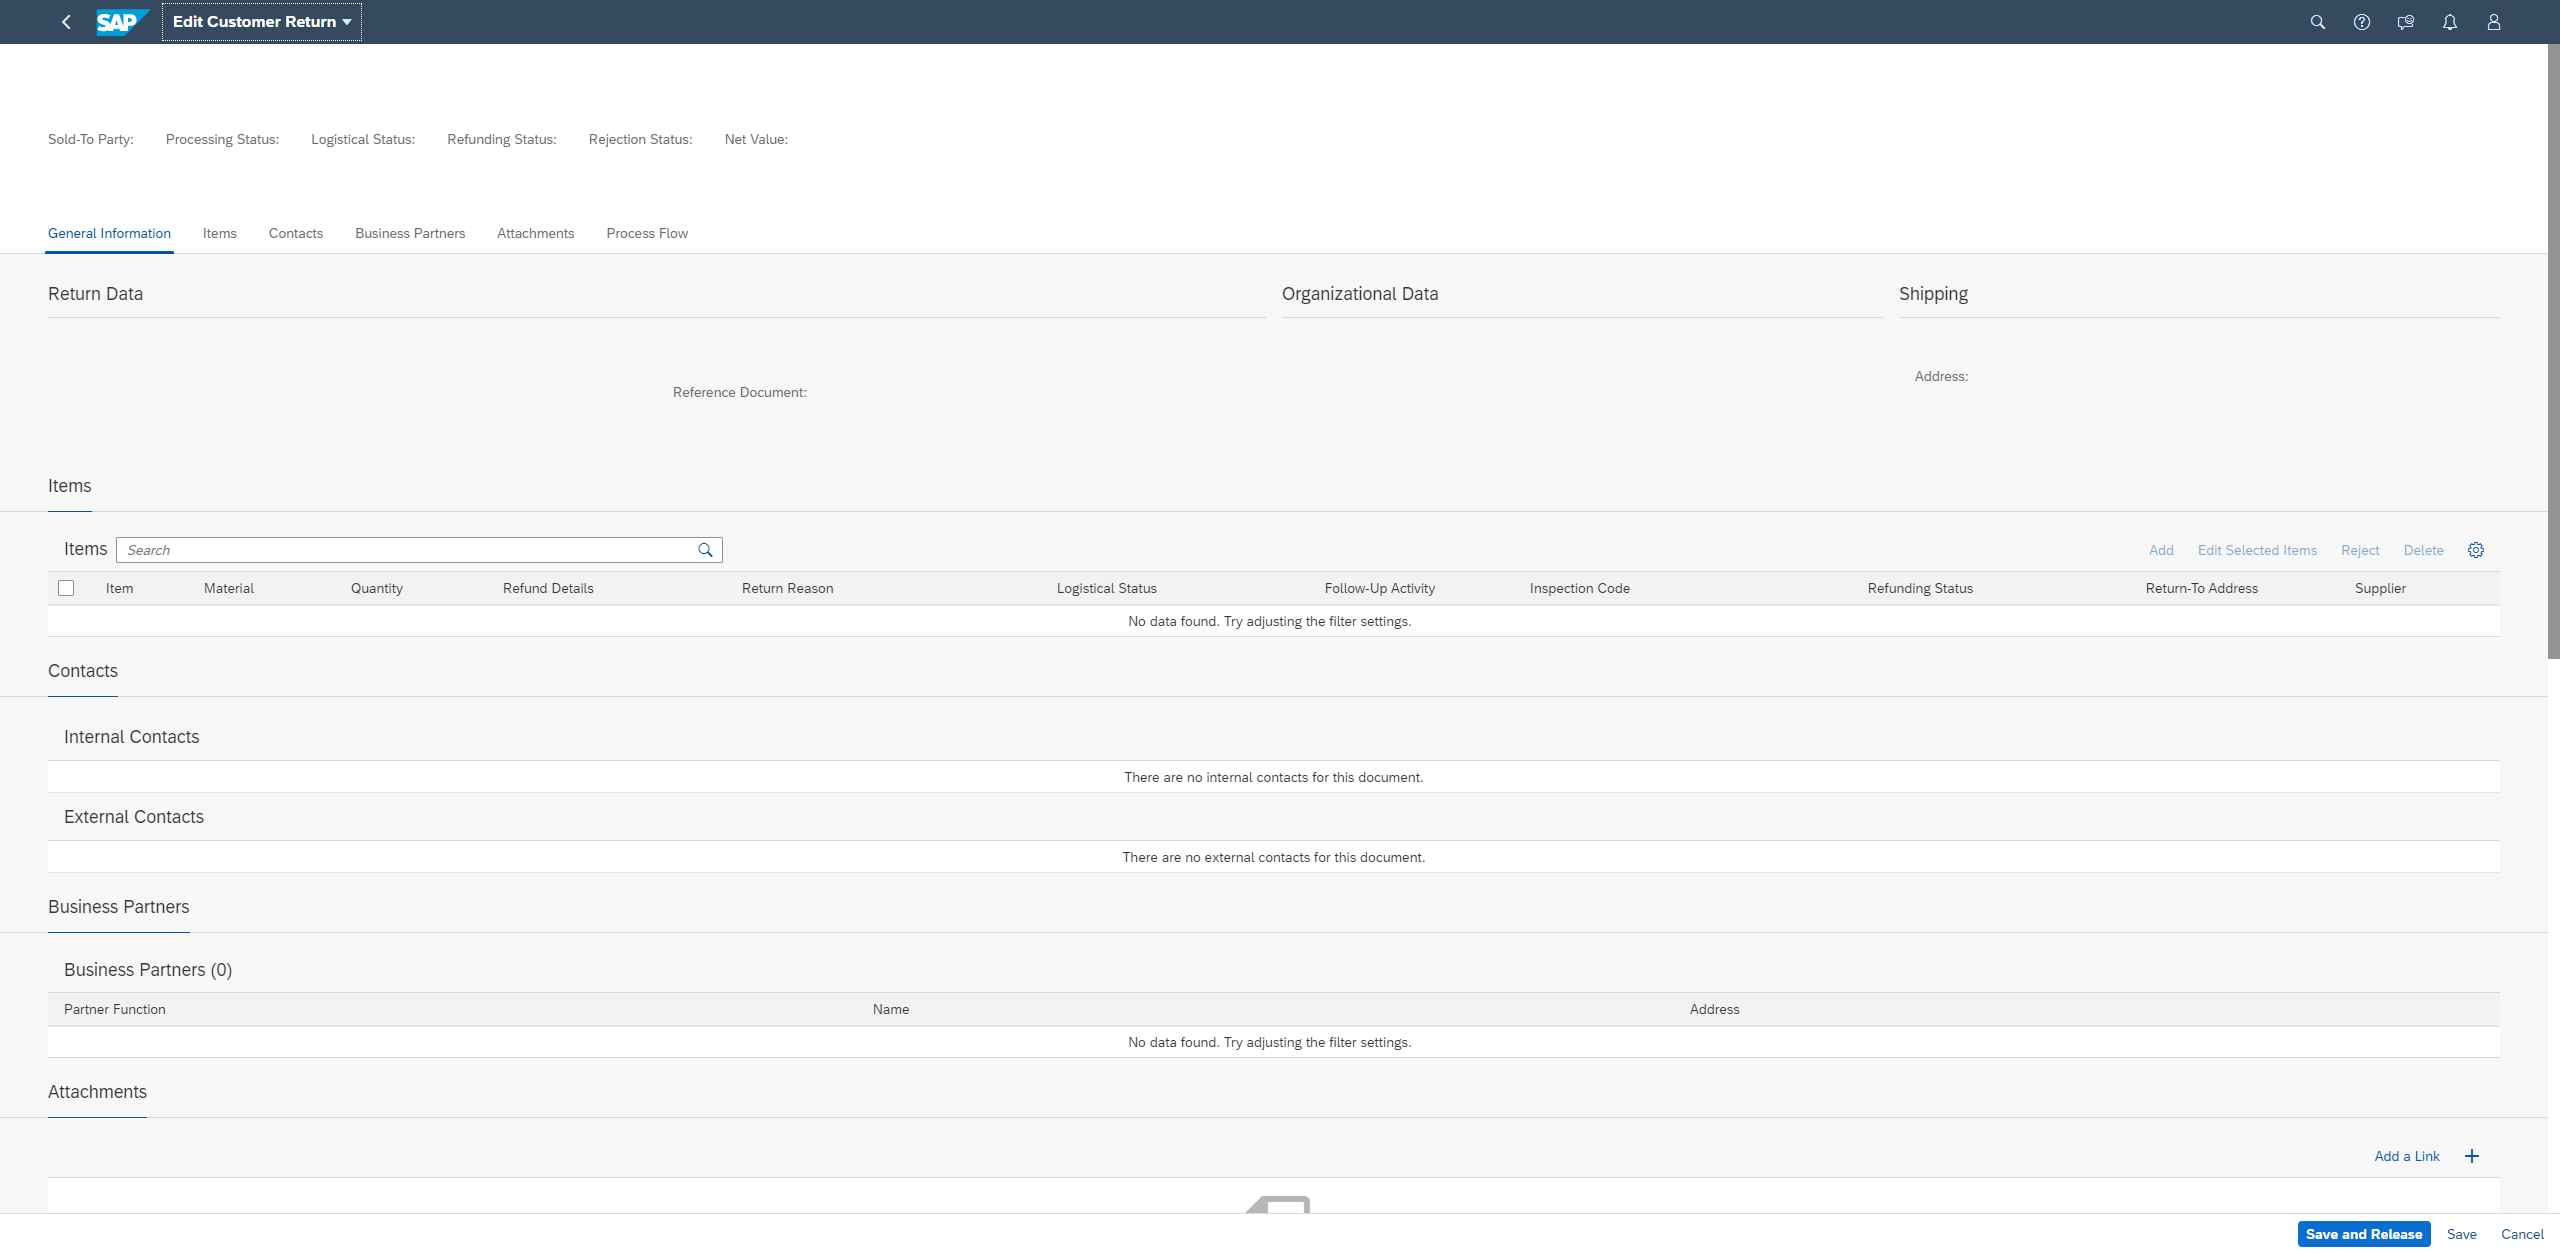 SAP Edit Customer Return
Sold-To Party: Processing Status: Logistical Status: Refunding Status: Rejection Status: Net Value:
General Information Items Contacts Business Partners Attachments Process Flow
Return Data Organizational Data Shipping
Address:
Reference Document:
Items
Items Search Add Edit Selected Items Reject Delete
Item Material Quantity Refund Details Return Reason Logistical Status Follow-Up Activity Inspection Code Refunding Status Return-To Address Supplier
No data found. Try adjusting the filter settings.
Contacts
Internal Contacts
There are no internal contacts for this document.
External Contacts
There are no external contacts for this document.
Business Partners
Business Partners (0)
Partner Function Name Address
No data found. Try adjusting the filter settings.
Attachments
Add a Link
Save and Release Save Cancel